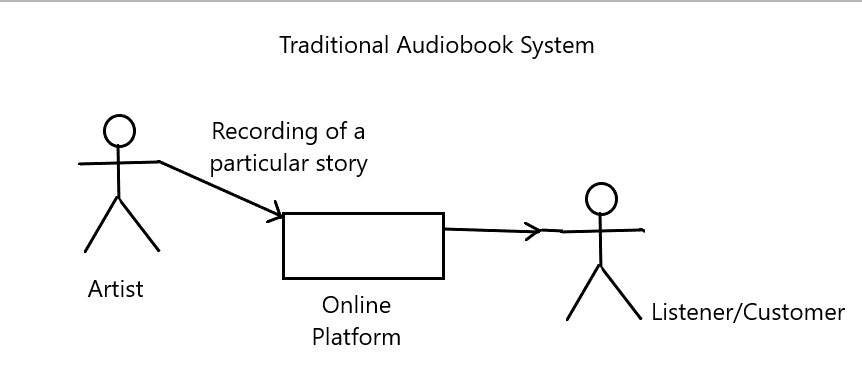 Traditional Audiobook System
Recording of a
particular story
Artist
Online
Platform
Listener/Customer